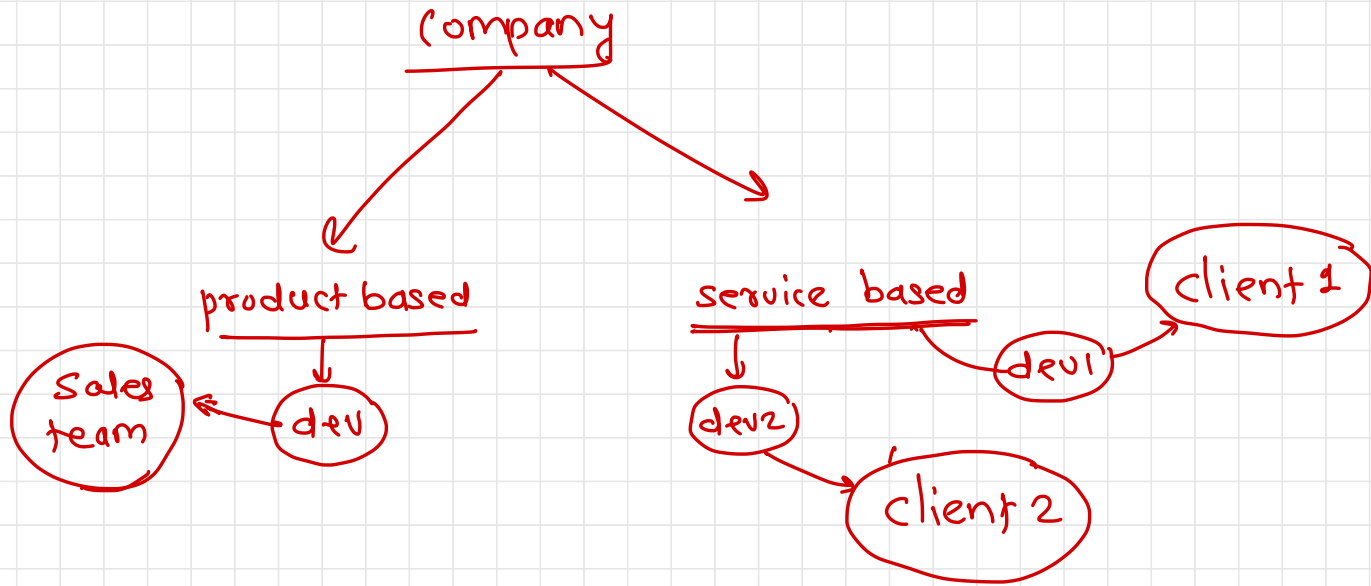 Company
product based
service based
client 1
dev1
sales
team
dev
dev2
client 2